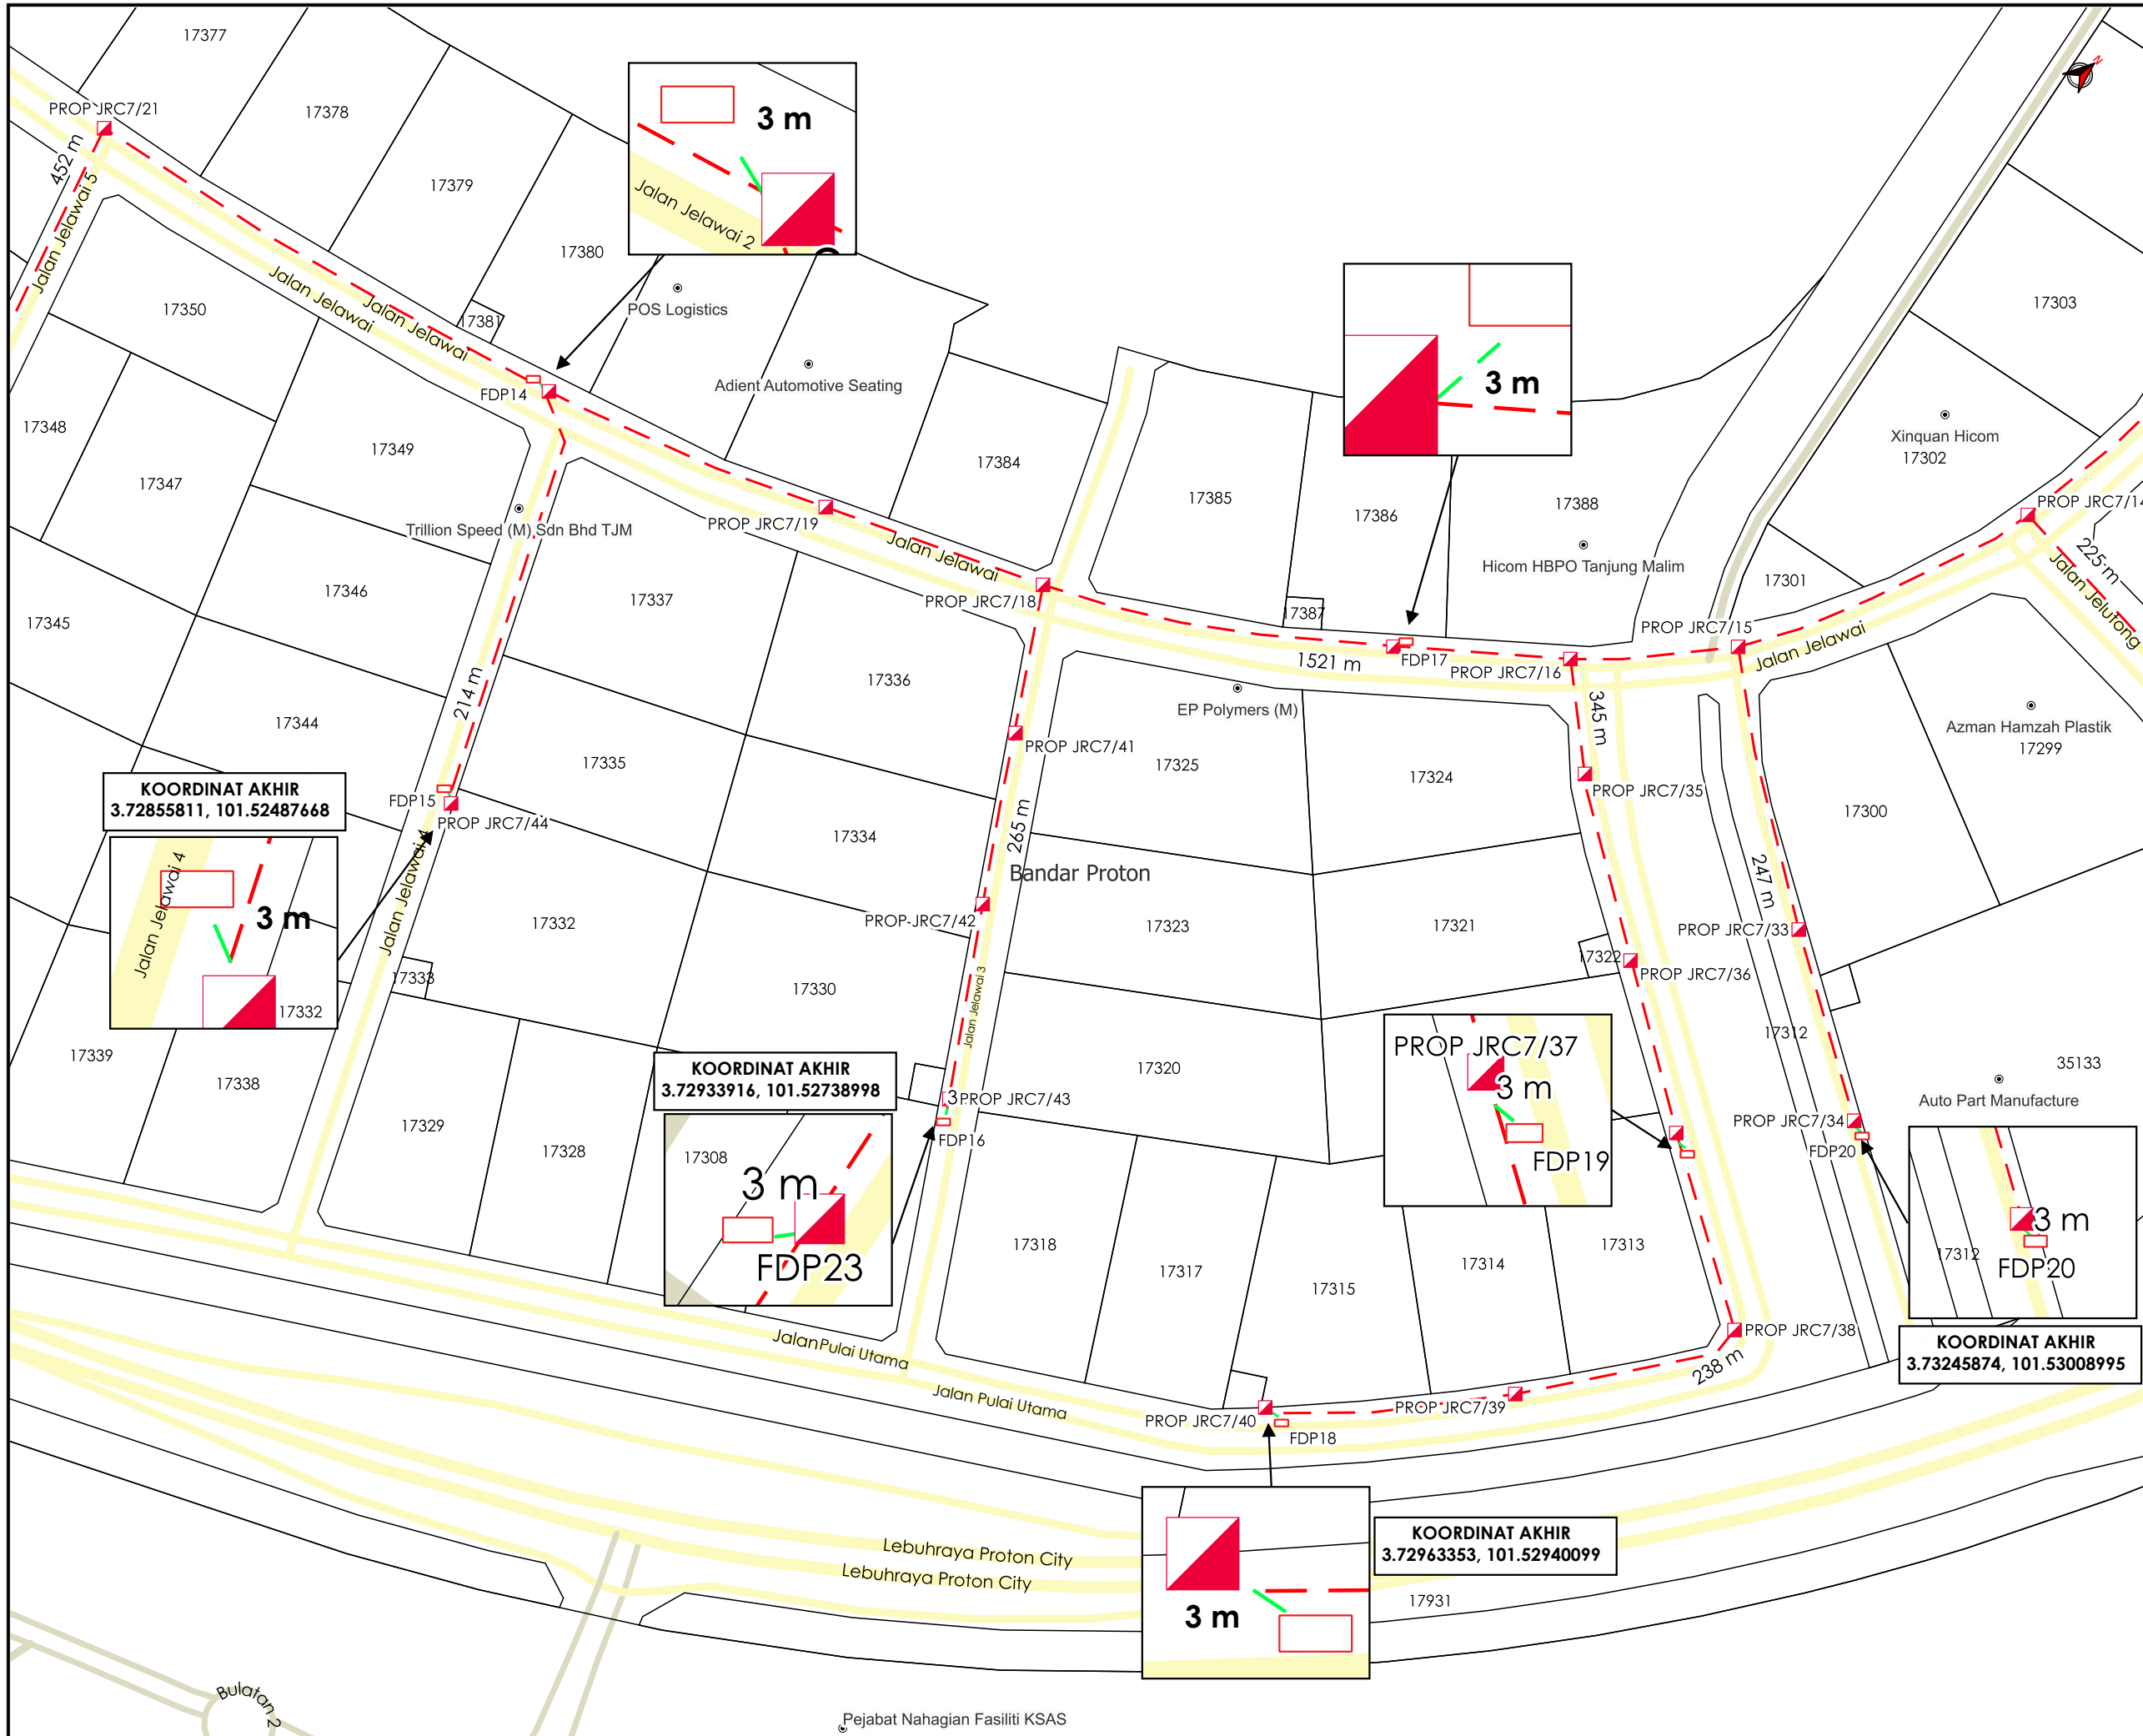 17377
PROP JRC7/21
17378
452 m
Jalan Jelawai 5
17379
3 m
Jalan Jelawai 2
N
17380
POS Logistics
17350
Jalan Jelawai
Jalan Jelawai
17381
Adient Automotive Seating
FDP14
3 m
17303
17348
17349
17347
17384
17385
17386
17388
Xinquan Hicom
17302
PROP JRC7/14
225 m
Jalan Jelutong
Trillion Speed (M) Sdn Bhd TJM
PROP JRC7/19
Jalan Jelawai
Hicom HBPO Tanjung Malim
17301
17346
17337
PROP JRC7/18
17387
17345
PROP JRC7/15
Jalan Jelawai
1521 m
FDP17
PROP JRC7/16
17336
EP Polymers (M)
345 m
214 m
17344
PROP JRC7/41
17325
17324
Azman Hamzah Plastik
17299
17335
PROP JRC7/35
KOORDINAT AKHIR
3.72855811, 101.52487668
FDP15
PROP JRC7/44
17334
265 m
17300
Bandar Proton
247 m
Jalan Jelawai 4
3 m
17332
Jalan Jelawai 4
17332
PROP-JRC7/42
17323
17321
PROP JRC7/33
17322
PROP JRC7/36
17333
17330
Jalan Jelawai 3
17312
17339
17338
KOORDINAT AKHIR
3.72933916, 101.52738998
17320
PROP JRC7/37
3 m
FDP19
35133
Auto Part Manufacture
3
PROP JRC7/43
FDP16
PROP JRC7/34
FDP20
17329
17328
17308
3 m
FDP23
17312
3 m
FDP20
17318
17317
17315
17314
17313
PROP JRC7/38
KOORDINAT AKHIR
3.73245874, 101.53008995
Jalan Pulai Utama
238 m
Jalan Pulai Utama
PROP JRC7/39
PROP JRC7/40
FDP18
KOORDINAT AKHIR
3.72963353, 101.52940099
Lebuhraya Proton City
Lebuhraya Proton City
3 m
17931
Bulatan 2
Pejabat Nahagian Fasiliti KSAS